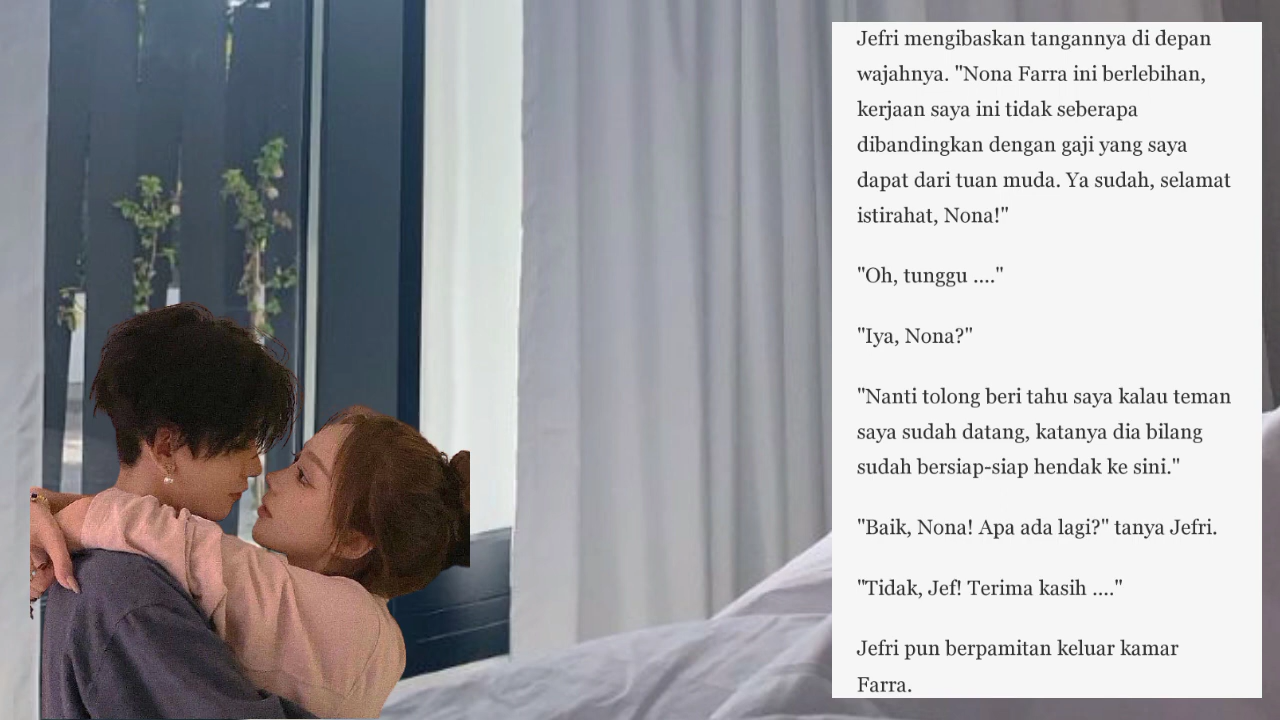 Jefri mengibaskan tangannya di depan
wajahnya. "Nona Farra ini berlebihan,
kerjaan saya ini tidak seberapa
dibandingkan dengan gaji yang saya
dapat dari tuan muda. Ya sudah, selamat
istirahat, Nona!"
"Oh, tunggu ...."
"Iya, Nona?"
"Nanti tolong beri tahu saya kalau teman
saya sudah datang, katanya dia bilang
sudah bersiap-siap hendak ke sini."
"Baik, Nona! Apa ada lagi?" tanya Jefri.
"Tidak, Jef! Terima kasih ...."
Jefri pun berpamitan keluar kamar
Farra.